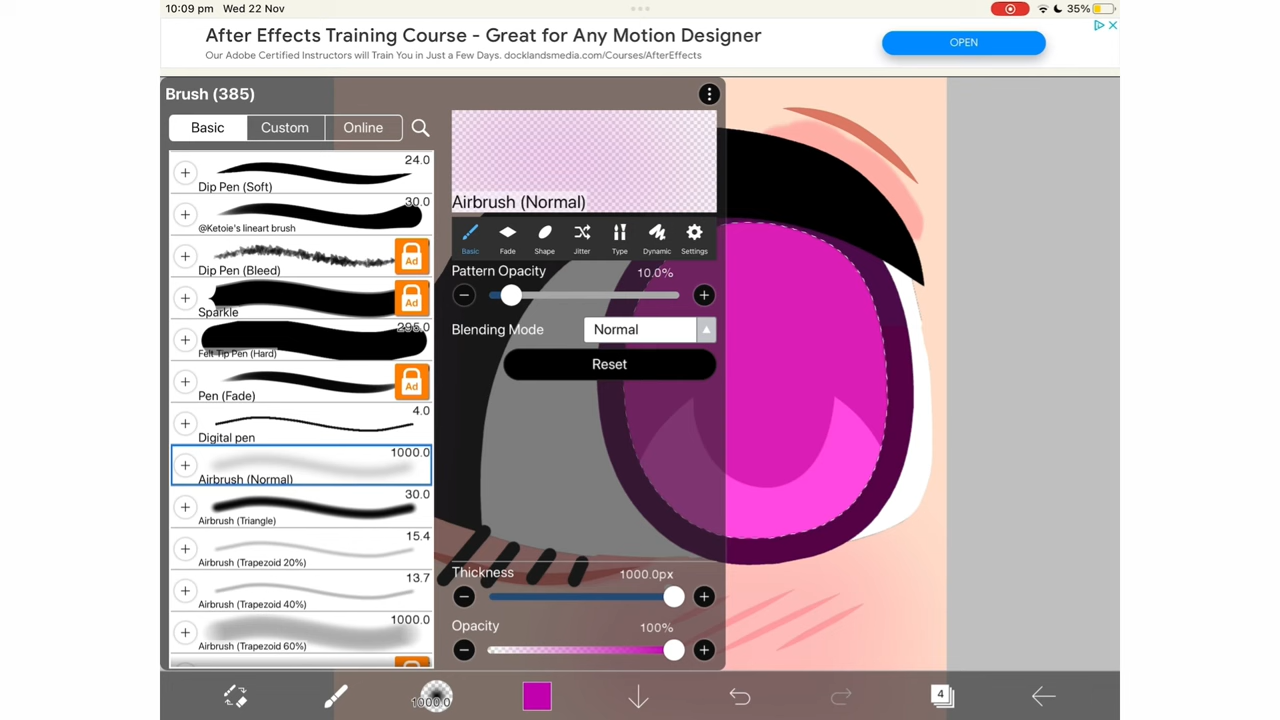 10:09 pm Wed 22 Nov
35%
After Effects Training Course - Great for Any Motion Designer
Our Adobe Certified Instructors will Train You in Just a Few Days. docklandsmedia.com/Courses/AfterEffects
OPEN
Brush (385)
Basic Custom Online
24.0
Dip Pen (Soft)
30.0
@Ketoie's lineart brush
Ad
Dip Pen (Bleed)
Ad
Sparkle
295.0
Felt Tip Pen (Hard)
Ad
Pen (Fade)
4.0
Digital pen
1000.0
Airbrush (Normal)
30.0
Airbrush (Triangle)
15.4
Airbrush (Trapezoid 20%)
13.7
Airbrush (Trapezoid 40%)
1000.0
Airbrush (Trapezoid 60%)
Airbrush (Normal)
Basic Fade Shape Jitter Type Dynamic Settings
Pattern Opacity 10.0%
Blending Mode Normal
Reset
Thickness 1000.0px
Opacity 100%
1000.0
4